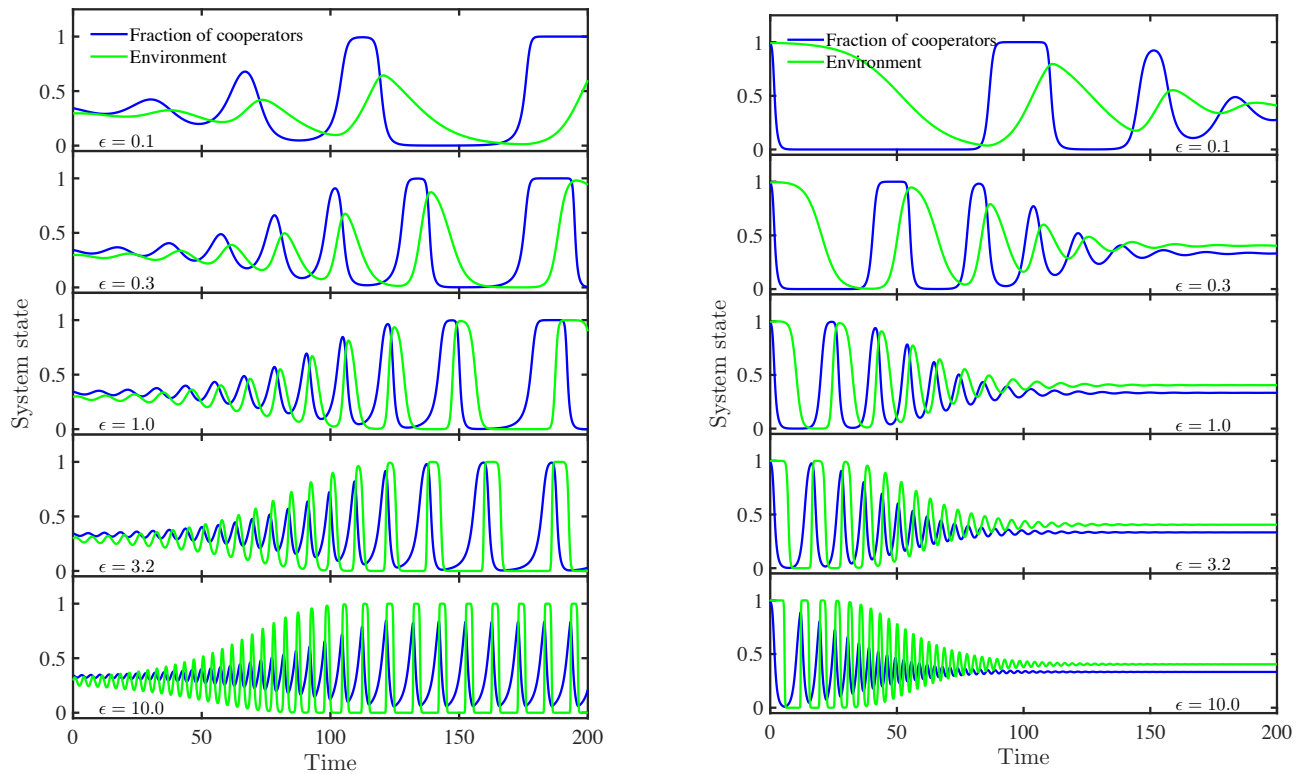 Fraction of cooperators
Environment
1
0.5
0
ϵ = 0.1
1
0.5
0
ϵ = 0.3
1
0.5
0
ϵ = 1.0
1
0.5
0
ϵ = 3.2
1
0.5
0
ϵ = 10.0
0
50
100
150
200
Time
System state
Fraction of cooperators
Environment
1
0.5
0
ϵ = 0.1
1
0.5
0
ϵ = 0.3
1
0.5
0
ϵ = 1.0
1
0.5
0
ϵ = 3.2
1
0.5
0
ϵ = 10.0
0
50
100
150
200
Time
System state